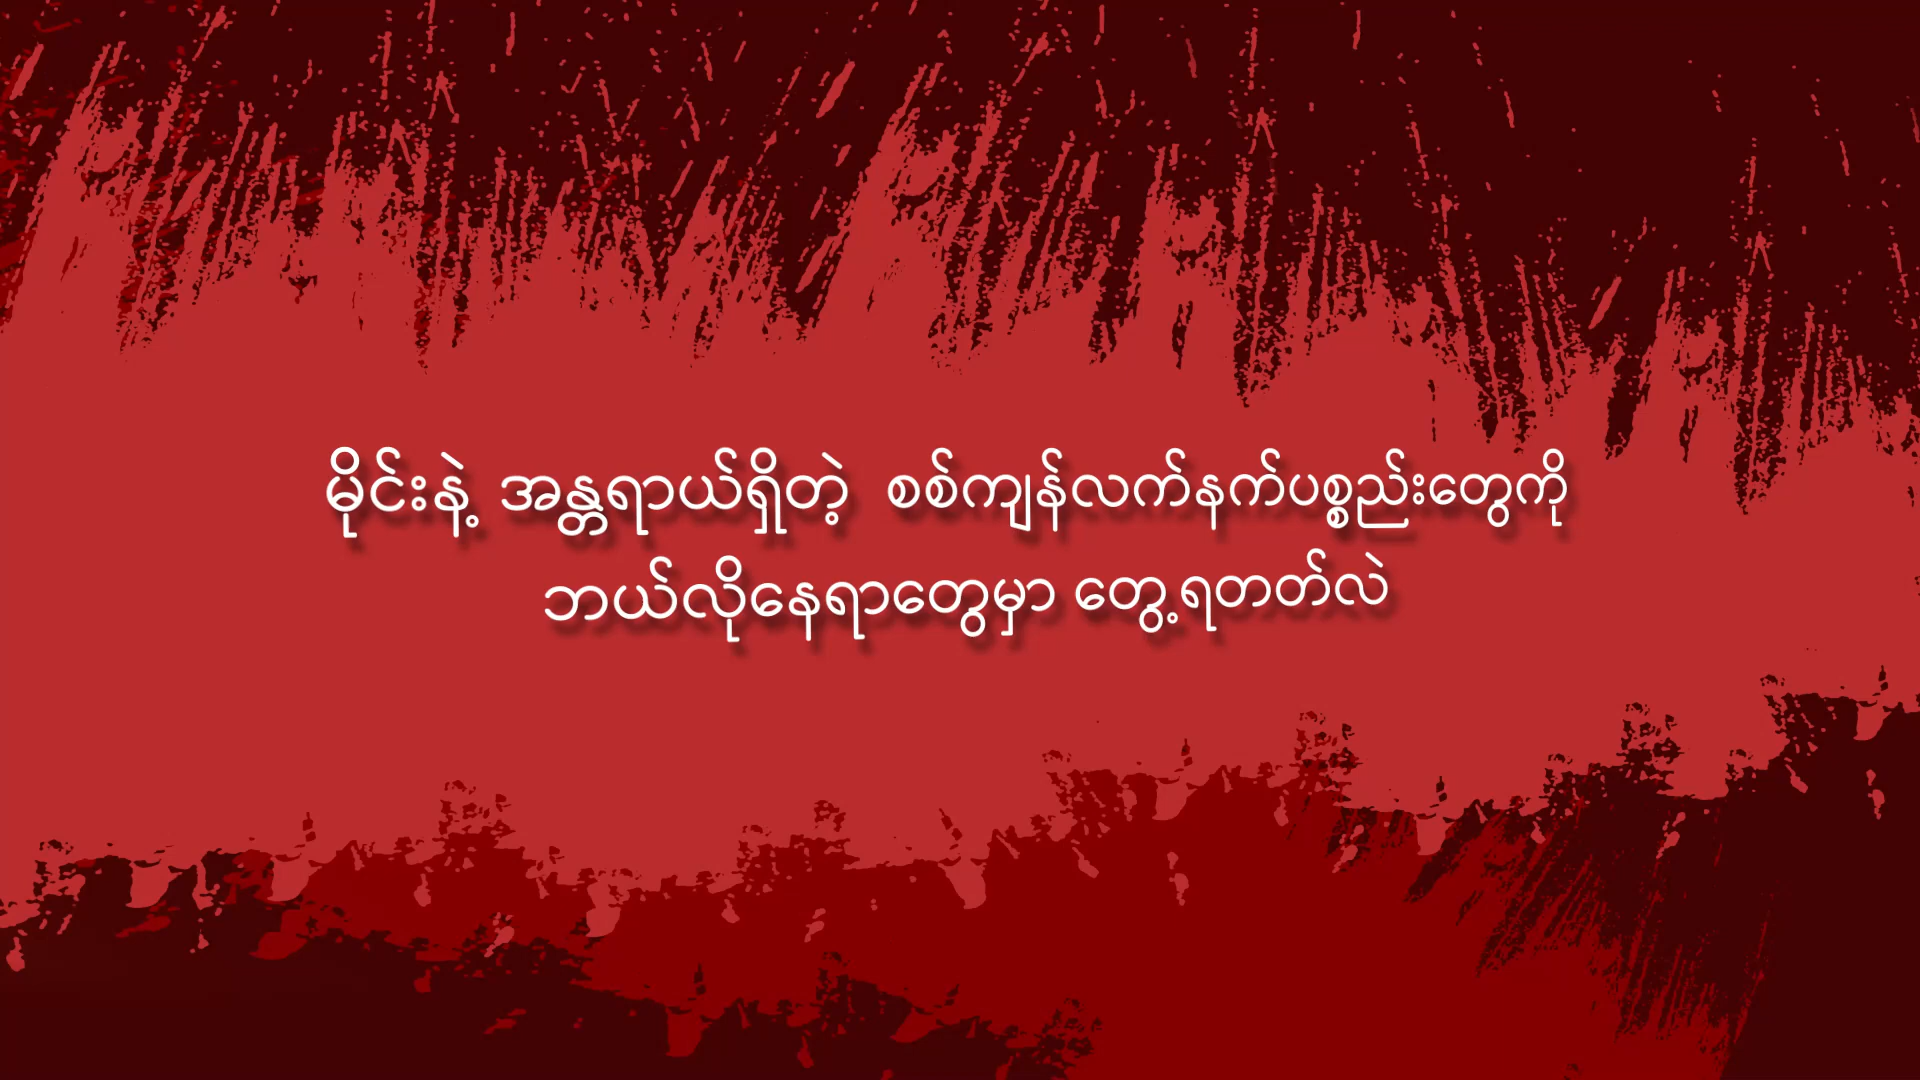 မိုင်းနဲ့ အန္တရာယ်ရှိတဲ့ စစ်ကျန်လက်နက်ပစ္စည်းတွေကို
ဘယ်လိုနေရာတွေမှာ တွေ့ရတတ်လဲ